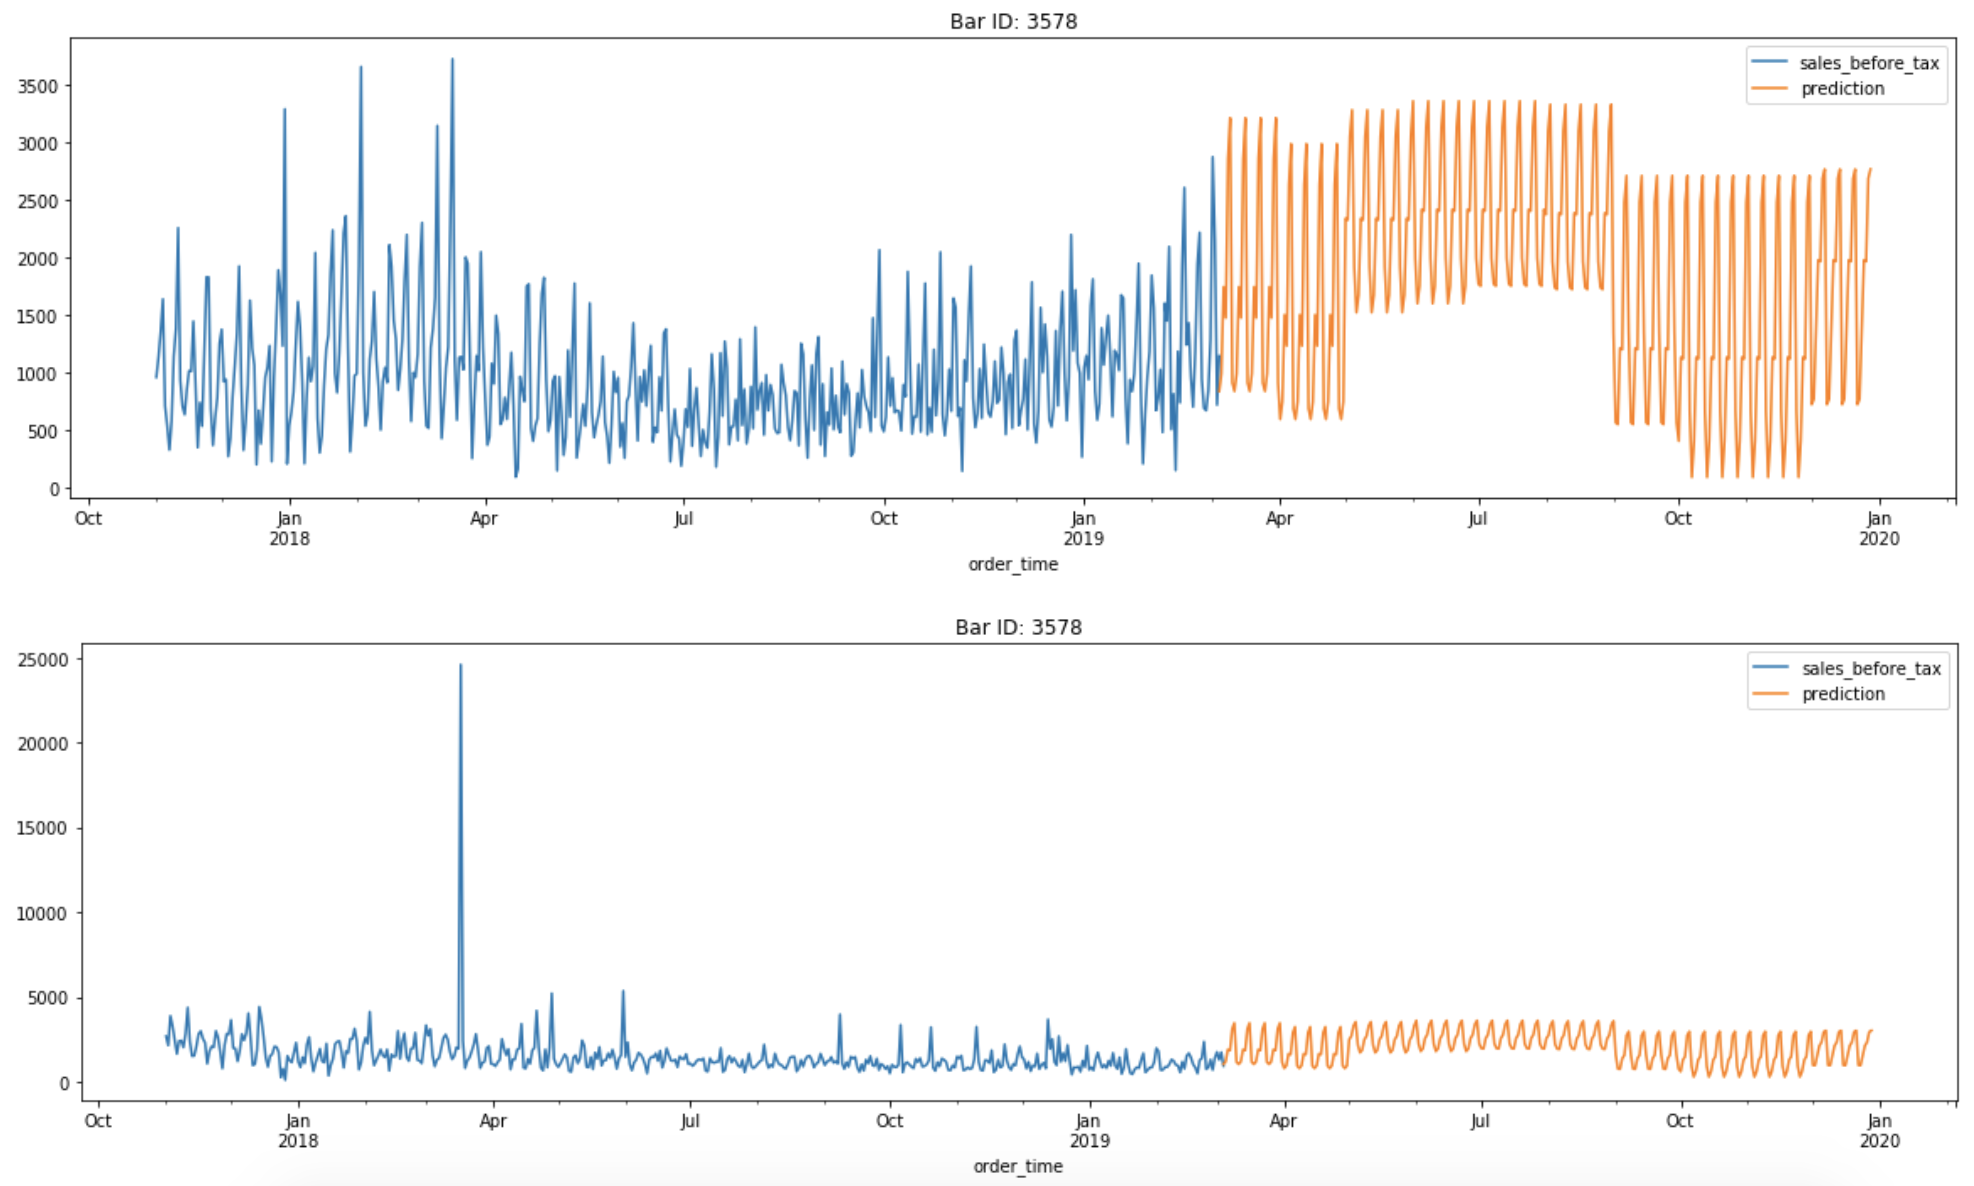 Bar ID: 3578
3500
3000
2500
2000
1500
1000
500
0
sales_before_tax
prediction
Oct Jan Apr Jul Oct Jan Apr Jul Oct Jan
2018 2019 2020
order_time
Bar ID: 3578
25000
20000
15000
10000
5000
0
sales_before_tax
prediction
Oct Jan Apr Jul Oct Jan Apr Jul Oct Jan
2018 2019 2020
order_time